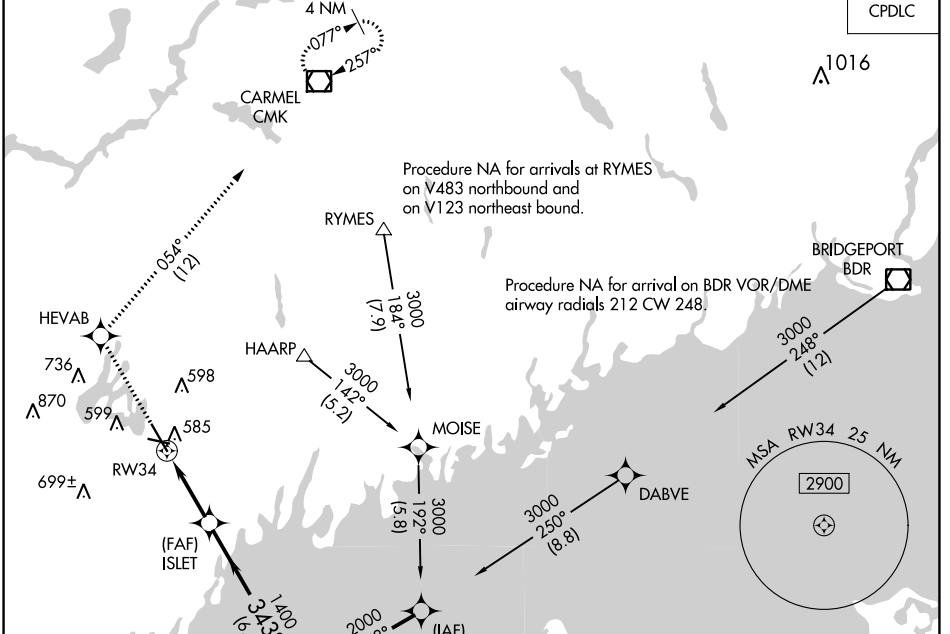 4 NM
077°
257°
CPDLC
1016
CARMEL
CMK
Procedure NA for arrivals at RYMES
on V483 northbound and
on V123 northeast bound.
054°
(12)
RYMES
BRIDGEPORT
BDR
Procedure NA for arrival on BDR VOR/DME
airway radials 212 CW 248.
3000
184°
(7.9)
HEVAB
3000
248°
(12)
HAARP
3000
142°
(5.2)
736
598
870
599
585
MOISE
RW34
MSA RW34 25 NM
2900
699±
DABVE
3000
192°
(5.8)
3000
250°
(8.8)
(FAF)
ISLET
1400
343°
2000
(IAF)